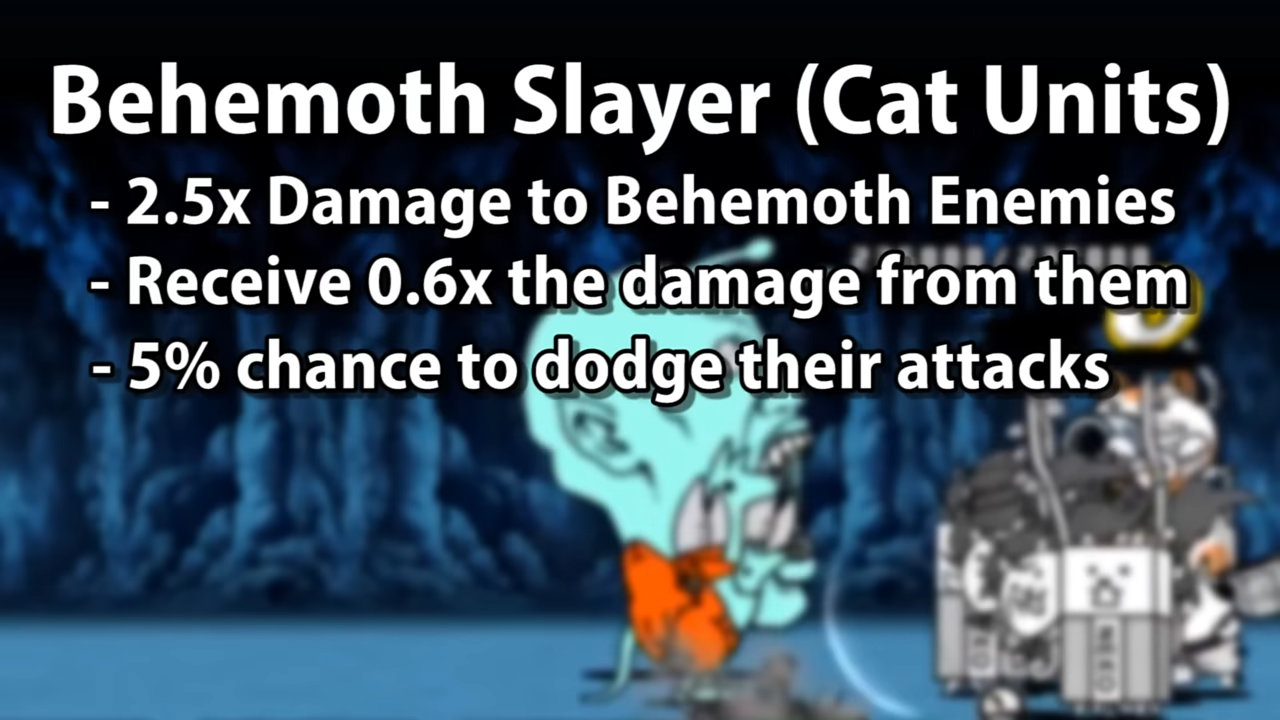 Behemoth Slayer (Cat Units)
- 2.5x Damage to Behemoth Enemies
- Receive 0.6x the damage from them
- 5% chance to dodge their attacks